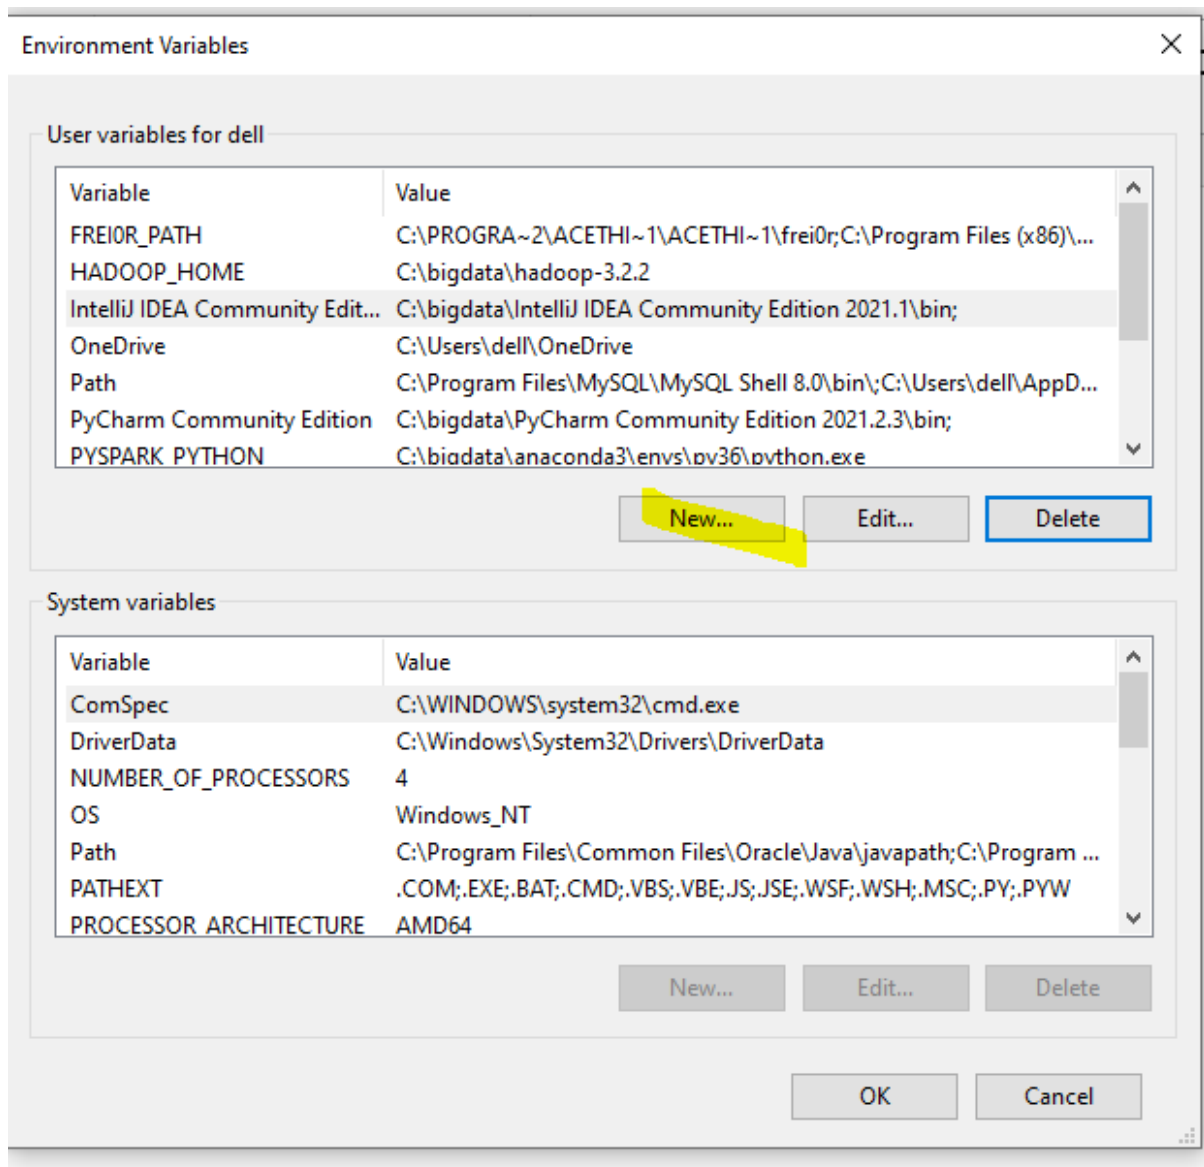 Environment Variables
User variables for dell
Variable Value
FREI0R_PATH C:\PROGRA~2\ACETHI~1\ACETHI~1\frei0r;C:\Program Files (x86)\...
HADOOP_HOME C:\bigdata\hadoop-3.2.2
IntelliJ IDEA Community Edit... C:\bigdata\IntelliJ IDEA Community Edition 2021.1\bin;
OneDrive C:\Users\dell\OneDrive
Path C:\Program Files\MySQL\MySQL Shell 8.0\bin\;C:\Users\dell\AppD...
PyCharm Community Edition C:\bigdata\PyCharm Community Edition 2021.2.3\bin;
PYSPARK_PYTHON C:\bigdata\anaconda3\envs\py36\python.exe
New... Edit... Delete
System variables
Variable Value
ComSpec C:\WINDOWS\system32\cmd.exe
DriverData C:\Windows\System32\Drivers\DriverData
NUMBER_OF_PROCESSORS 4
OS Windows_NT
Path C:\Program Files\Common Files\Oracle\Java\javapath;C:\Program ...
PATHEXT .COM;.EXE;.BAT;.CMD;.VBS;.VBE;.JS;.JSE;.WSF;.WSH;.MSC;.PY;.PYW
PROCESSOR_ARCHITECTURE AMD64
New... Edit... Delete
OK Cancel